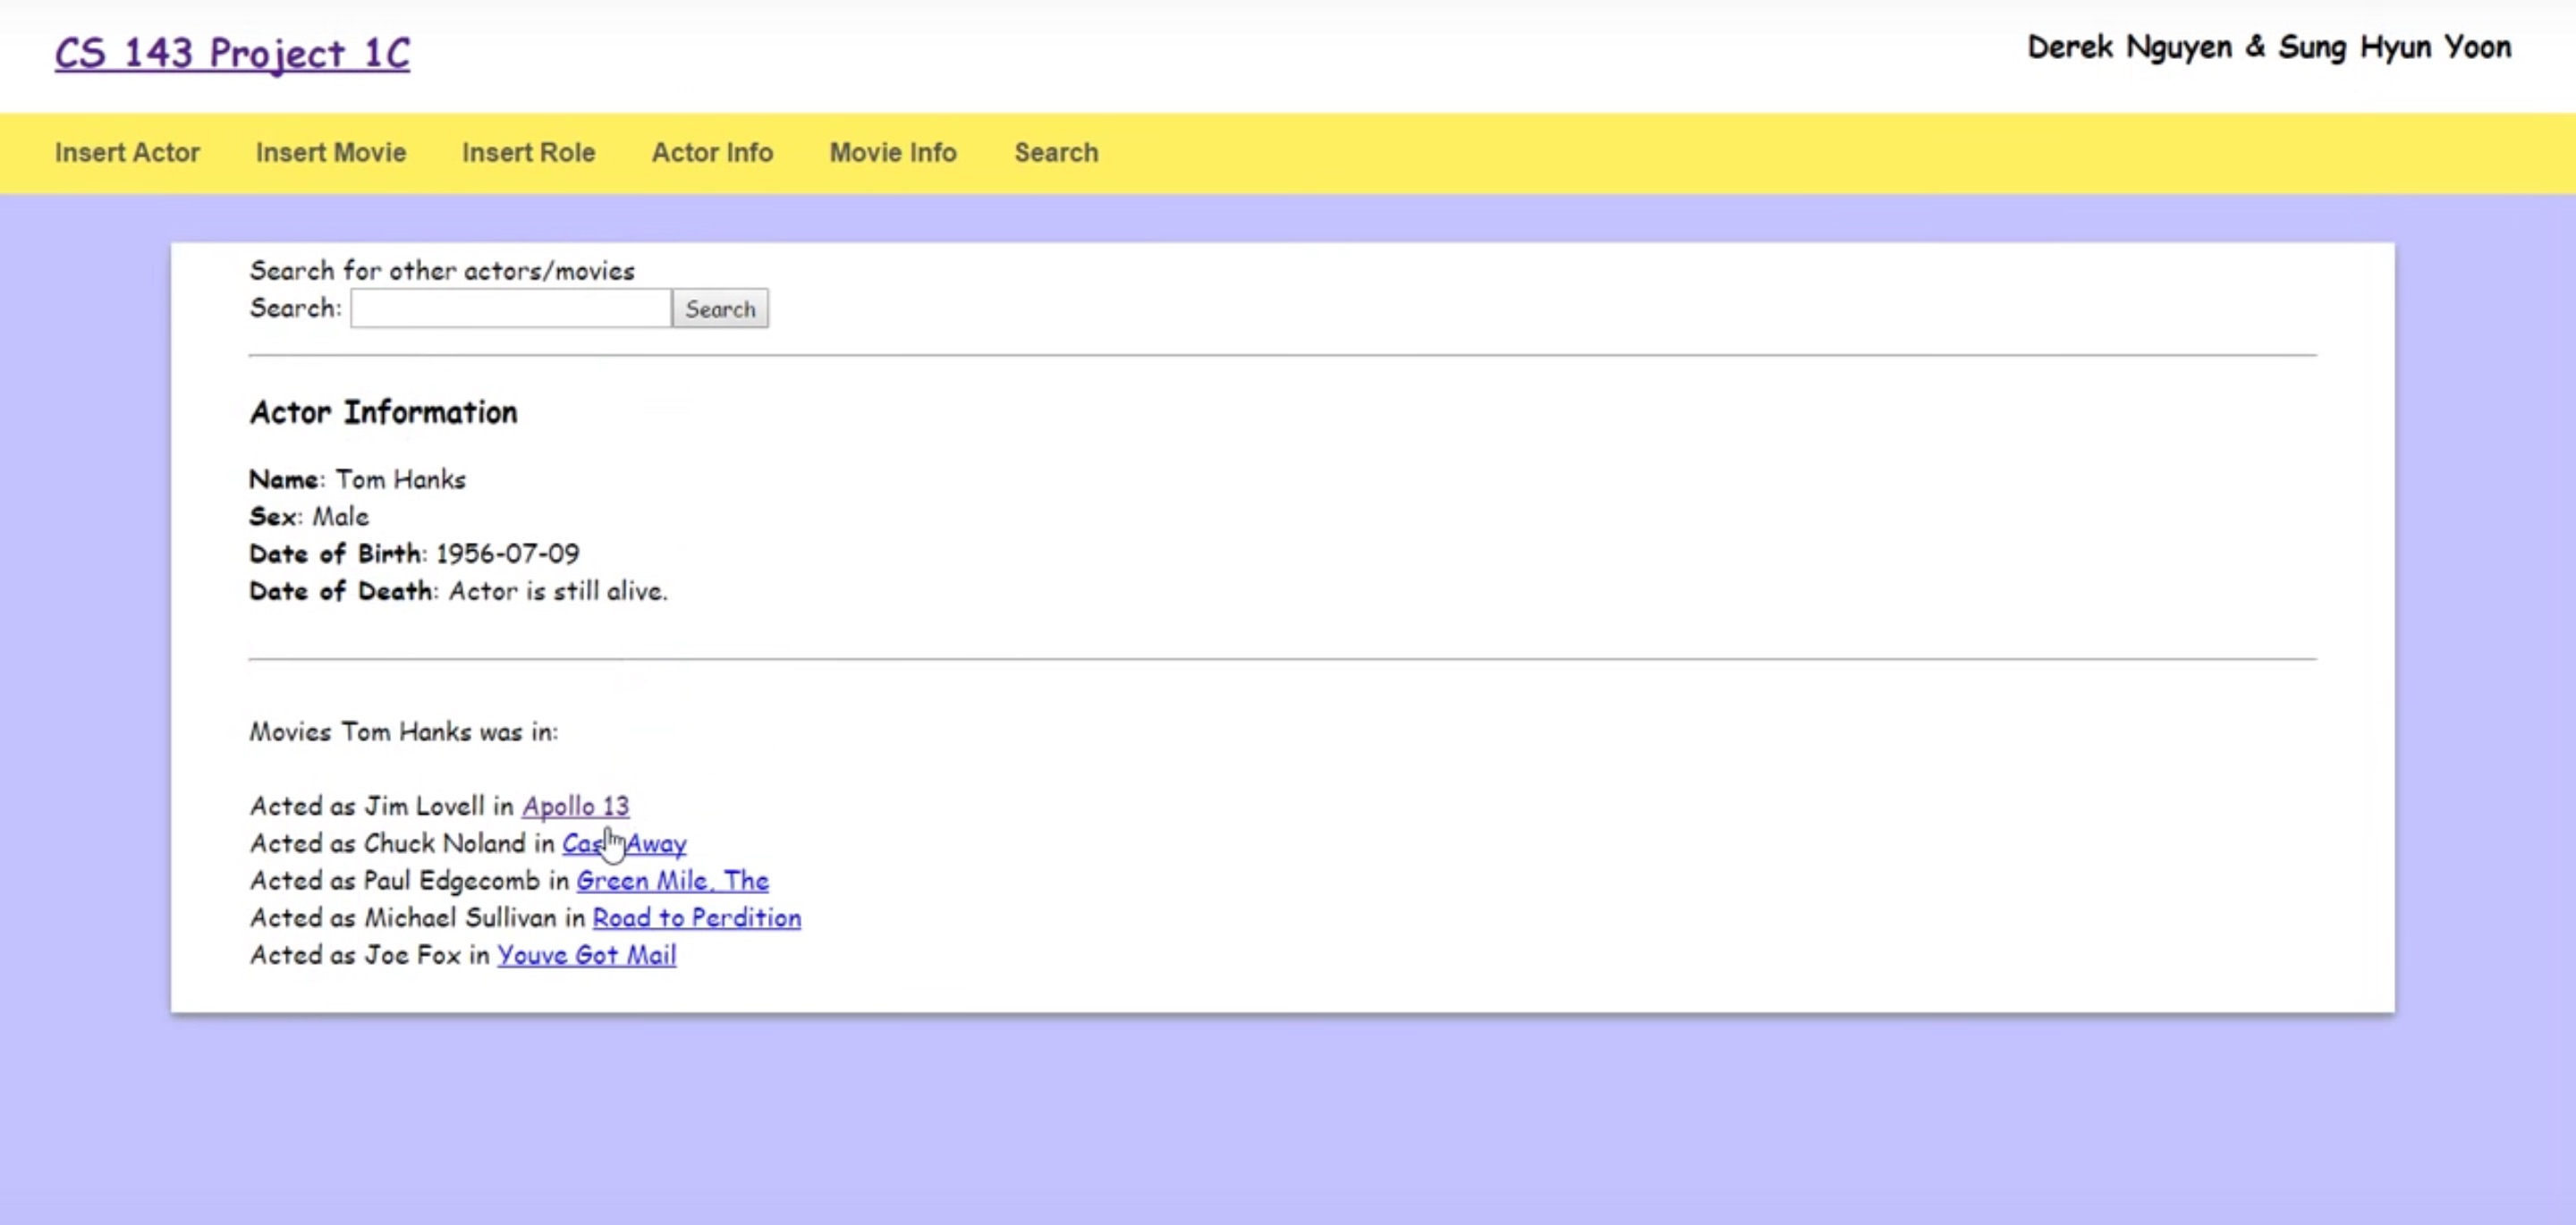 CS 143 Project 1C
Derek Nguyen & Sung Hyun Yoon
Insert Actor Insert Movie Insert Role Actor Info Movie Info Search
Search for other actors/movies
Search: Search
Actor Information
Name: Tom Hanks
Sex: Male
Date of Birth: 1956-07-09
Date of Death: Actor is still alive.
Movies Tom Hanks was in:
Acted as Jim Lovell in Apollo 13
Acted as Chuck Noland in Away
Acted as Paul Edgecomb in Green Mile, The
Acted as Michael Sullivan in Road to Perdition
Acted as Joe Fox in Youve Got Mail